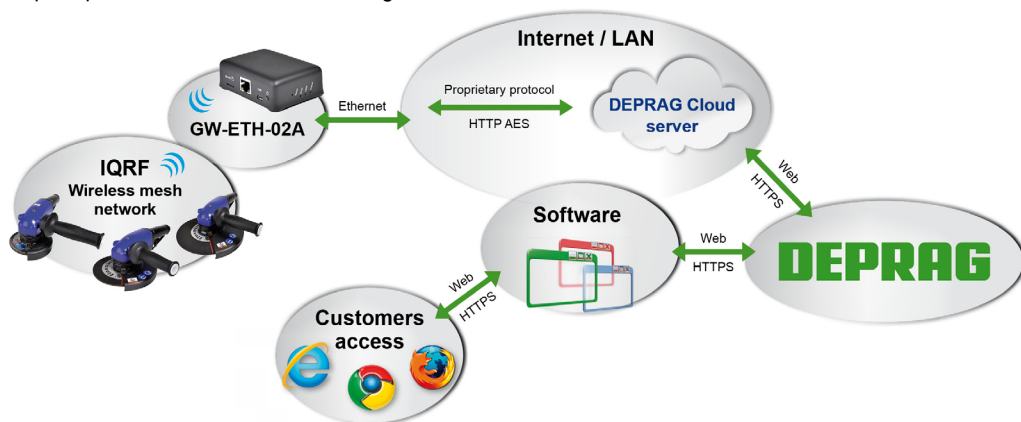 Internet / LAN
Proprietary protocol
HTTP AES
DEPRAG Cloud
server
Ethernet
GW-ETH-02A
IQRF
Wireless mesh
network
Web
HTTPS
Software
Web
HTTPS
DEPRAG
Web
HTTPS
Customers
access